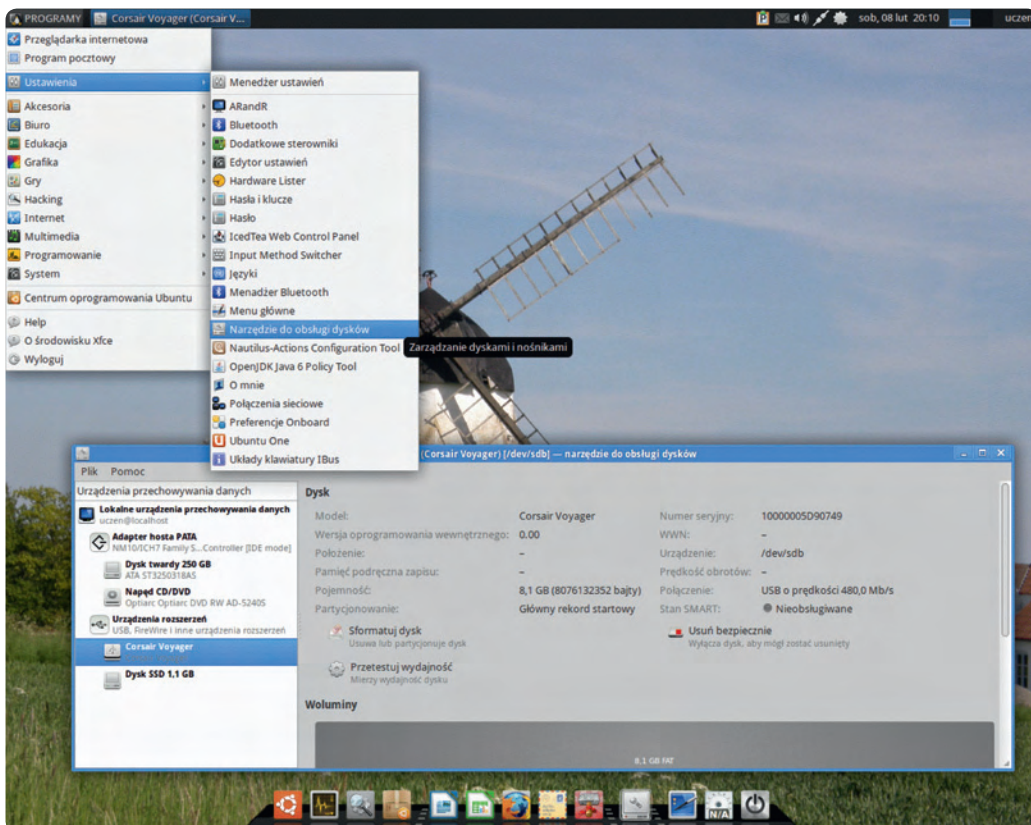 PROGRAMY
Corsair Voyager (Corsair V...
sob, 08 lut 20:10
uczeń
Przeglądarka internetowa
Program pocztowy
Ustawienia
Akcesoria
Biuro
Edukacja
Grafika
Gry
Hacking
Internet
Multimedia
Programowanie
System
Centrum oprogramowania Ubuntu
Help
O środowisku Xfce
Wyloguj
Menedżer ustawień
ARandR
Bluetooth
Dodatkowe sterowniki
Edytor ustawień
Hardware Lister
Hasła i klucze
Hasło
IcedTea Web Control Panel
Input Method Switcher
Języki
Menadżer Bluetooth
Menu główne
Narzędzie do obsługi dysków
Zarządzanie dyskami i nośnikami
Nautilus-Actions Configuration Tool
OpenJDK Java 6 Policy Tool
O mnie
Połączenia sieciowe
Preferencje Onboard
Ubuntu One
Układy klawiatury IBus
(Corsair Voyager) [/dev/sdb] — narzędzie do obsługi dysków
Plik Pomoc
Urządzenia przechowywania danych
Lokalne urządzenia przechowywania danych
uczen@localhost
Adapter hosta PATA
NM10/ICH7 Family S...Controller [IDE mode]
Dysk twardy 250 GB
ATA ST3250318AS
Napęd CD/DVD
Optiarc Optiarc DVD RW AD-5240S
Urządzenia rozszerzeń
USB, FireWire i inne urządzenia rozszerzeń
Corsair Voyager
Dysk SSD 1,1 GB
Dysk
Model: Corsair Voyager Numer seryjny: 10000005D90749
Wersja oprogramowania wewnętrznego: 0.00 WWN: –
Położenie: – Urządzenie: /dev/sdb
Pamięć podręczna zapisu: – Prędkość obrotów: –
Pojemność: 8,1 GB (8076132352 bajty) Połączenie: USB o prędkości 480,0 Mb/s
Partycjonowanie: Główny rekord startowy Stan SMART: Nieobsługiwane
Sformatuj dysk
Usuwa lub partycjonuje dysk
Usuń bezpiecznie
Wyłącza dysk, aby mógł zostać usunięty
Przetestuj wydajność
Mierzy wydajność dysku
Woluminy
8,1 GB FAT
N/A